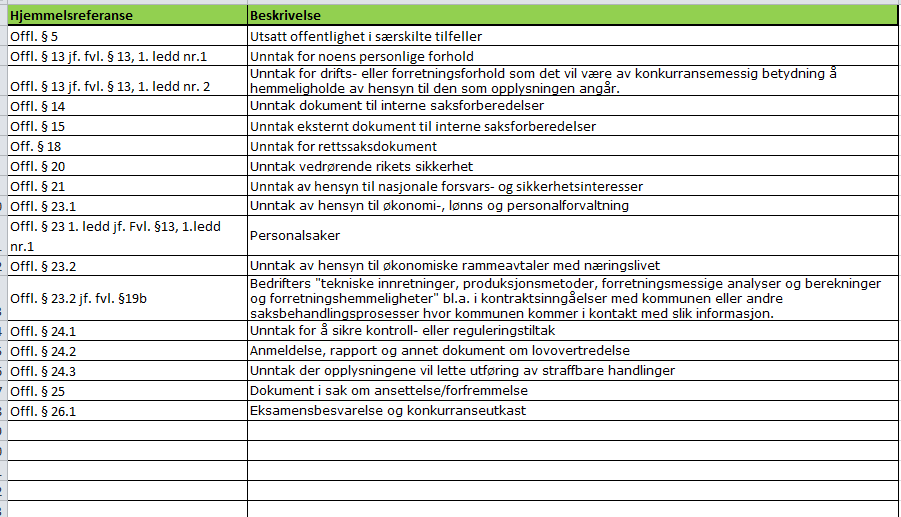 Hjemmelsreferanse Beskrivelse
Offl. § 5 Utsatt offentlighet i særskilte tilfeller
Offl. § 13 jf. fvl. § 13, 1. ledd nr.1 Unntak for noens personlige forhold
Unntak for drifts- eller forretningsforhold som det vil være av konkurransemessig betydning å
Offl. § 13 jf. fvl. § 13, 1. ledd nr. 2 hemmeligholde av hensyn til den som opplysningen angår.
Offl. § 14 Unntak dokument til interne saksforberedelser
Offl. § 15 Unntak eksternt dokument til interne saksforberedelser
Off. § 18 Unntak for rettssaksdokument
Offl. § 20 Unntak vedrørende rikets sikkerhet
Offl. § 21 Unntak av hensyn til nasjonale forsvars- og sikkerhetsinteresser
Offl. § 23.1 Unntak av hensyn til økonomi-, lønns og personalforvaltning
Offl. § 23 1. ledd jf. Fvl. §13, 1.ledd
nr.1 Personalsaker
Offl. § 23.2 Unntak av hensyn til økonomiske rammeavtaler med næringslivet
Bedrifters "tekniske innretninger, produksjonsmetoder, forretningsmessige analyser og berekninger
Offl. § 23.2 jf. fvl. §19b og forretningshemmeligheter" bl.a. i kontraktsinngåelser med kommunen eller andre
saksbehandlingsprosesser hvor kommunen kommer i kontakt med slik informasjon.
Offl. § 24.1 Unntak for å sikre kontroll- eller reguleringstiltak
Offl. § 24.2 Anmeldelse, rapport og annet dokument om lovovertredelse
Offl. § 24.3 Unntak der opplysningene vil lette utføring av straffbare handlinger
Offl. § 25 Dokument i sak om ansettelse/forfremmelse
Offl. § 26.1 Eksamensbesvarelse og konkurranseutkast